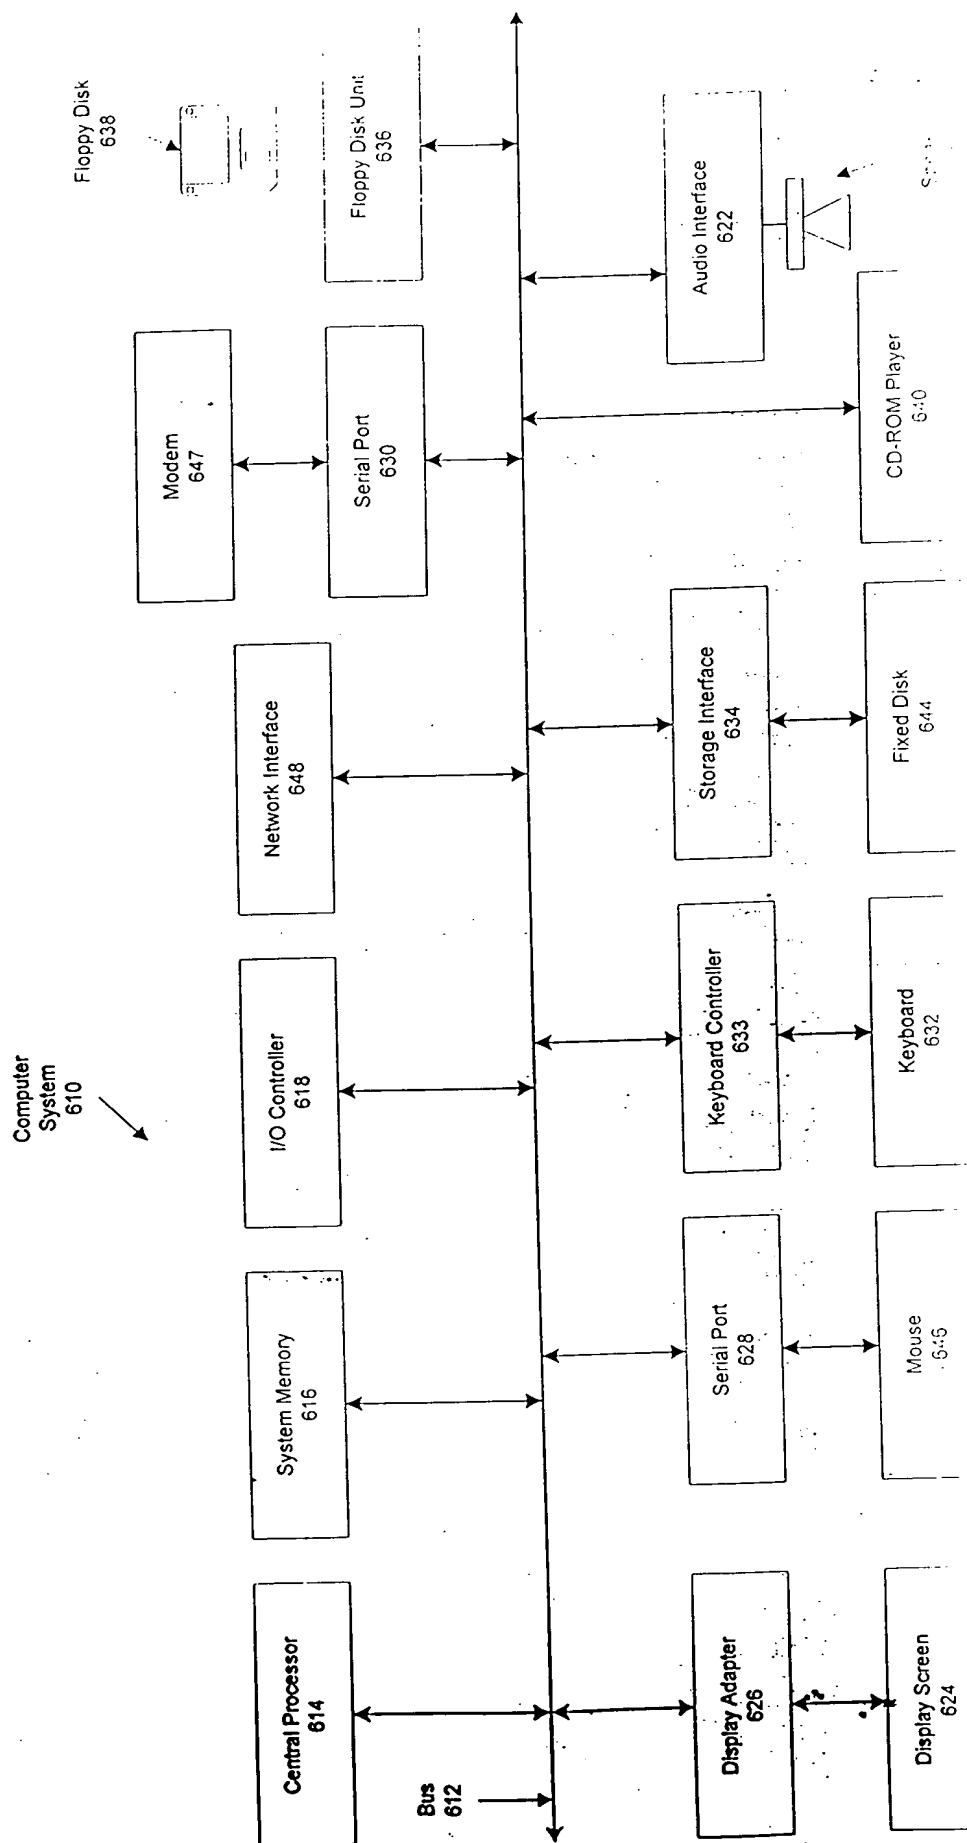 Computer
System
610
Central Processor
614
System Memory
616
I/O Controller
618
Network Interface
648
Modem
647
Serial Port
630
Floppy Disk
638
Floppy Disk Unit
636
Bus
612
Display Adapter
626
Serial Port
628
Keyboard Controller
633
Storage Interface
634
Audio Interface
622
Display Screen
624
Mouse
646
Keyboard
632
Fixed Disk
644
CD-ROM Player
640